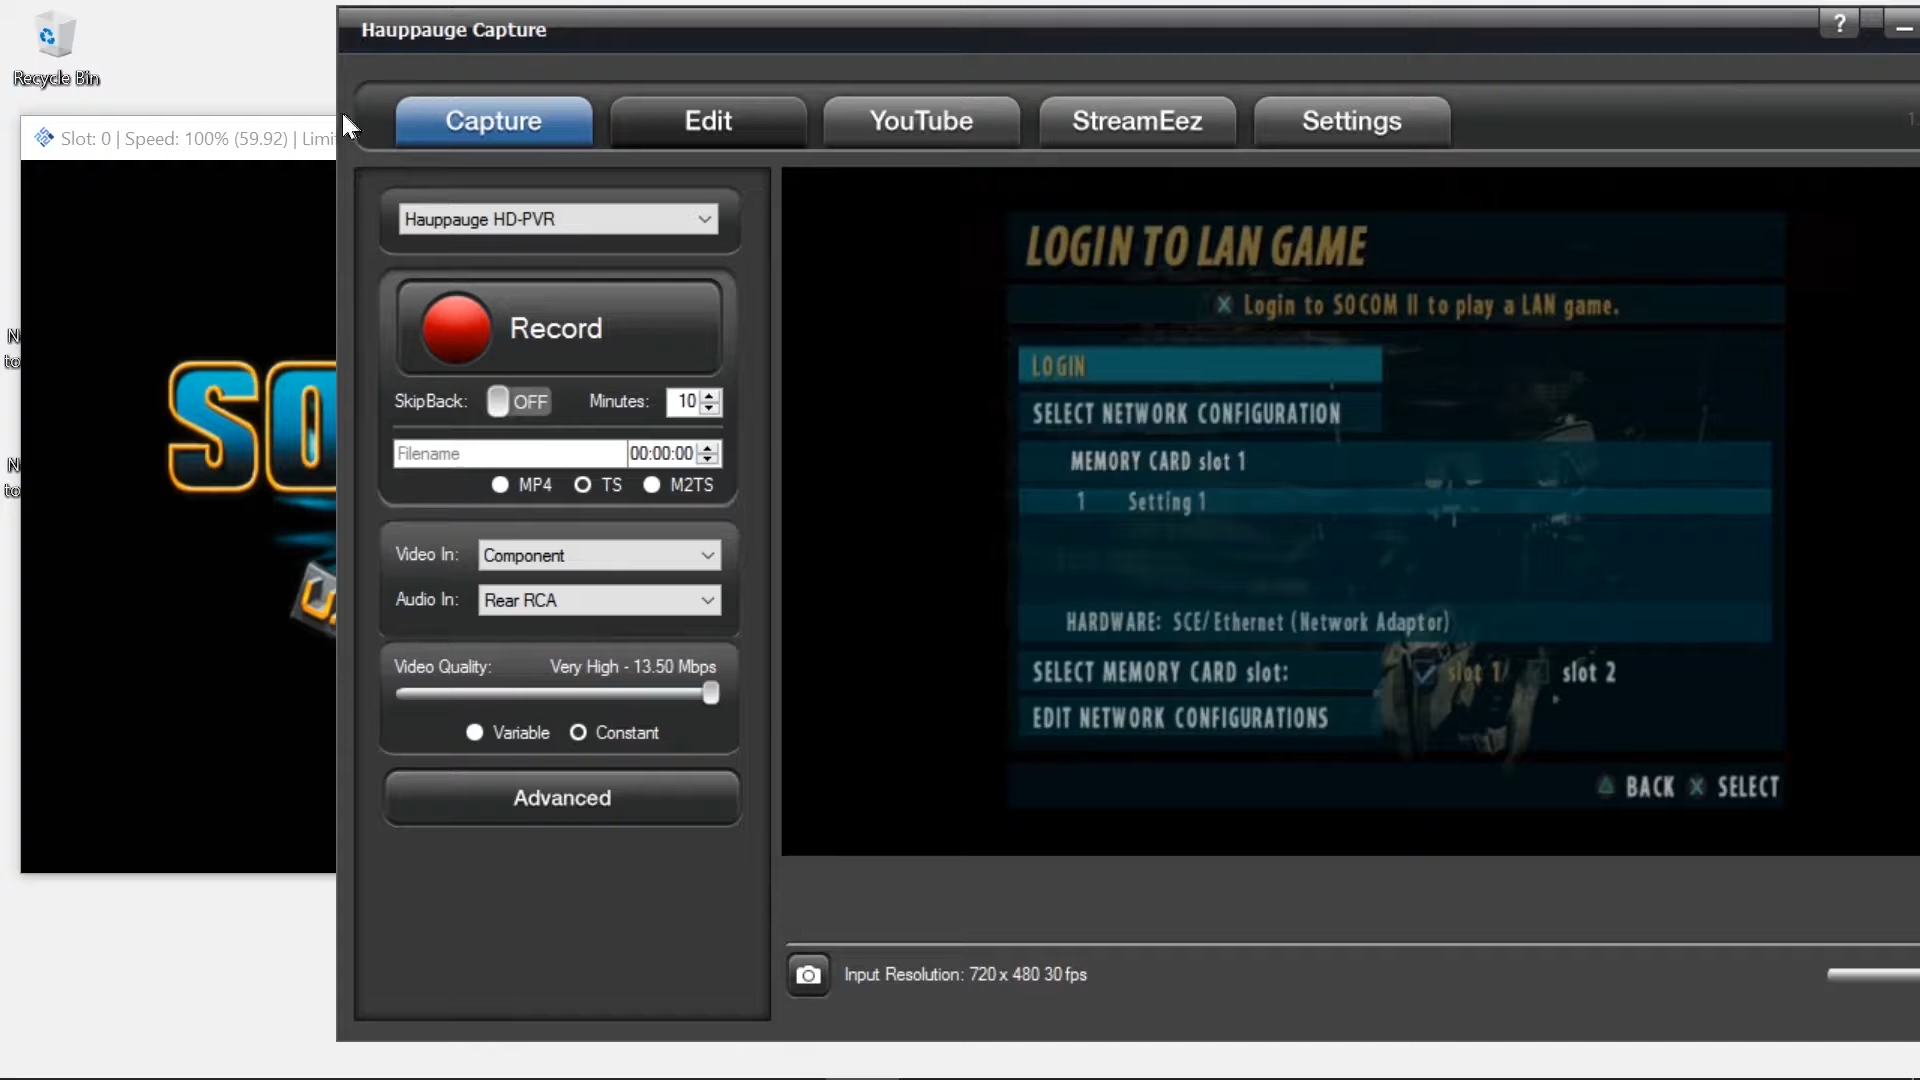 Hauppauge Capture
?
Recycle Bin
Capture
Edit
YouTube
StreamEez
Settings
Slot: 0 | Speed: 100% (59.92) | Limi
Hauppauge HD-PVR
Record
SkipBack:
OFF
Minutes:
10
Filename
00:00:00
MP4
TS
M2TS
Video In:
Component
Audio In:
Rear RCA
Video Quality:
Very High - 13.50 Mbps
Variable
Constant
Advanced
LOGIN TO LAN GAME
X Login to SOCOM II to play a LAN game.
LOGIN
SELECT NETWORK CONFIGURATION
MEMORY CARD slot 1
1 Setting 1
HARDWARE: SCE/Ethernet (Network Adaptor)
SELECT MEMORY CARD slot:
slot 1
slot 2
EDIT NETWORK CONFIGURATIONS
BACK X SELECT
Input Resolution: 720 x 480 30 fps
N
to
N
to
SO